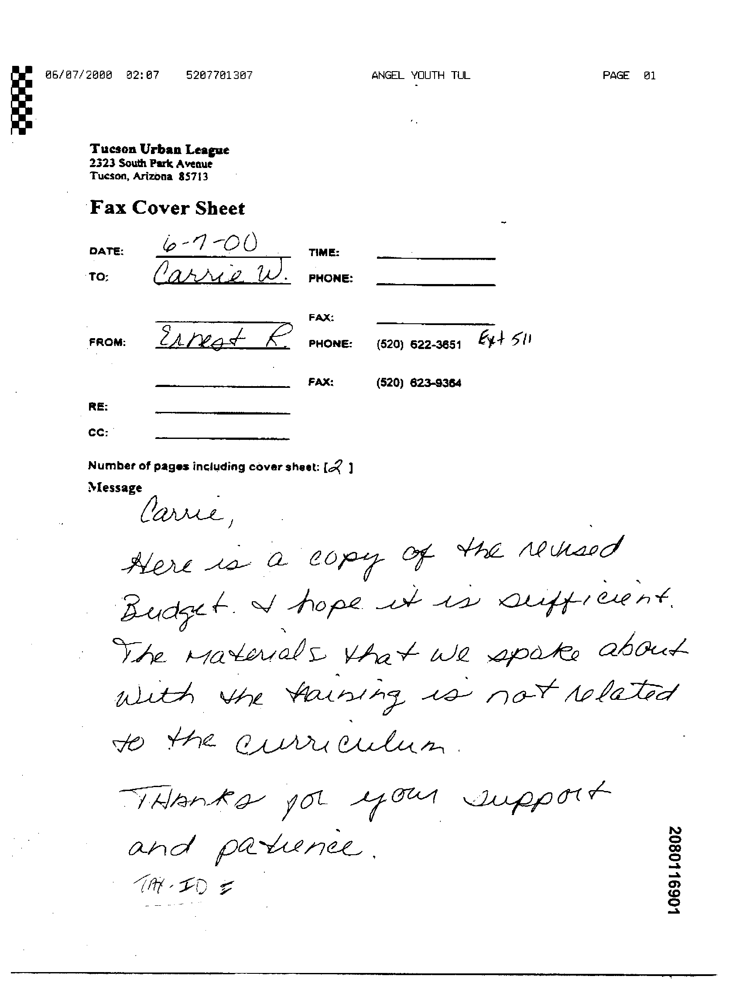 06/07/2000 02:07 5207701307 ANGEL YOUTH TUL PAGE 01
Tucson Urban League
2323 South Park Avenue
Tucson, Arizona 85713
Fax Cover Sheet
DATE: 6-7-00 TIME:
TO: Carrie W. PHONE:
FAX:
FROM: Ernest R. PHONE: (520) 622-3651 Ext 511
FAX: (520) 623-9364
RE:
CC:
Number of pages including cover sheet: [2 ]
Message
Carrie,
Here is a copy of the revised
Budget. I hope it is sufficient.
The Materials that we spoke about
with the training is not related
to the curriculum.
THANKS for your support
and patience.
TAX-ID
2080116901